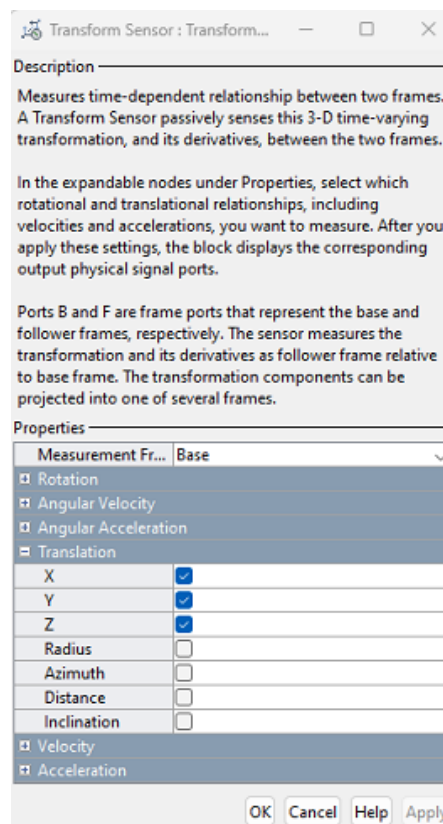 Transform Sensor : Transform...
Description
Measures time-dependent relationship between two frames.
A Transform Sensor passively senses this 3-D time-varying
transformation, and its derivatives, between the two frames.
In the expandable nodes under Properties, select which
rotational and translational relationships, including
velocities and accelerations, you want to measure. After you
apply these settings, the block displays the corresponding
output physical signal ports.
Ports B and F are frame ports that represent the base and
follower frames, respectively. The sensor measures the
transformation and its derivatives as follower frame relative
to base frame. The transformation components can be
projected into one of several frames.
Properties
Measurement Fr... Base
Rotation
Angular Velocity
Angular Acceleration
Translation
X
Y
Z
Radius
Azimuth
Distance
Inclination
Velocity
Acceleration
OK Cancel Help Apply